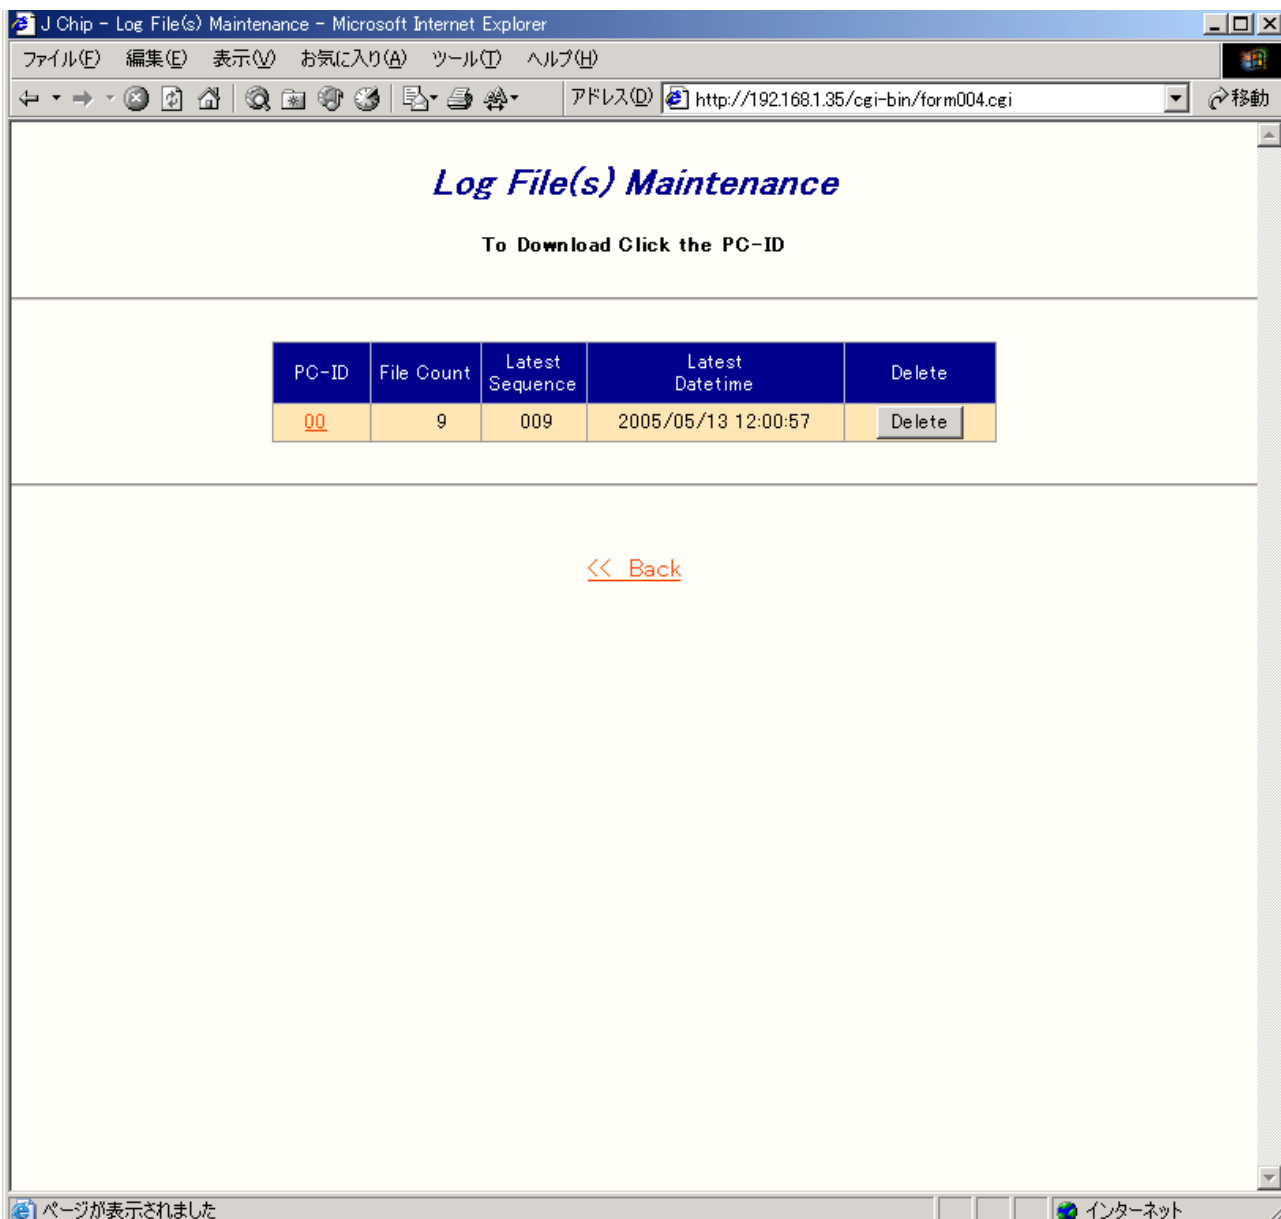 J Chip - Log File(s) Maintenance - Microsoft Internet Explorer
ファイル(F) 編集(E) 表示(V) お気に入り(A) ツール(T) ヘルプ(H)
アドレス(D) http://192.168.1.35/cgi-bin/form004.cgi 移動
Log File(s) Maintenance
To Download Click the PC-ID
PC-ID File Count Latest Sequence Latest Datetime Delete
00 9 009 2005/05/13 12:00:57 Delete
<< Back
ページが表示されました インターネット